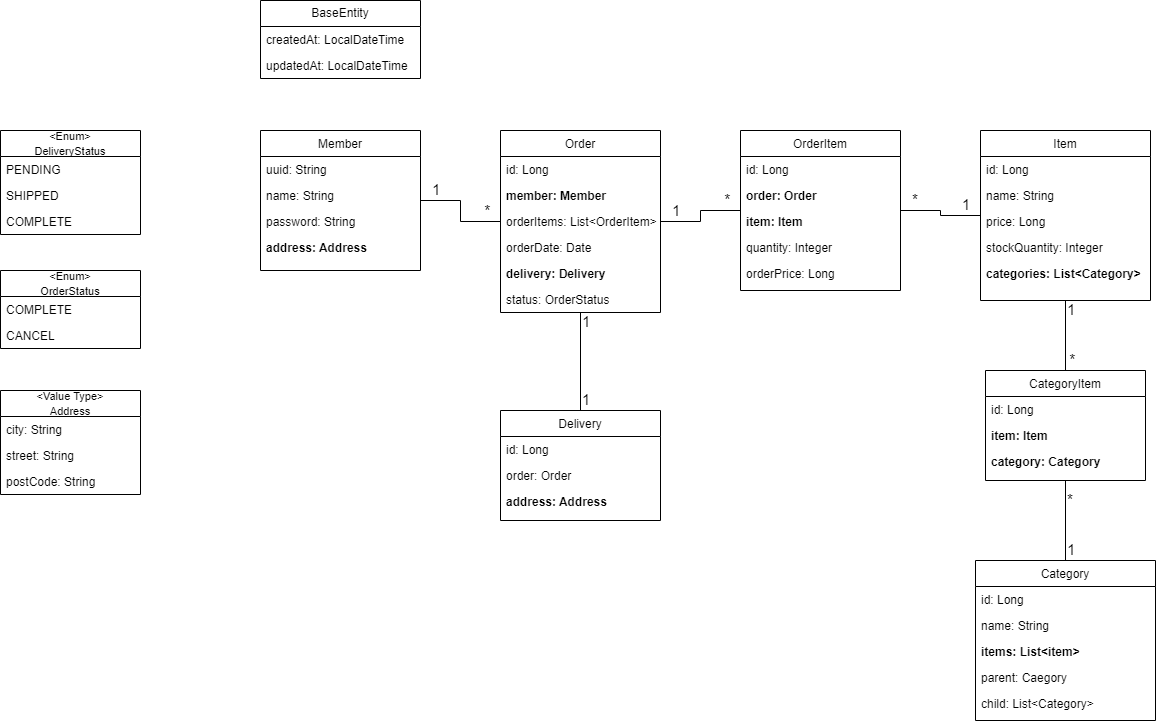 BaseEntity
createdAt: LocalDateTime
updatedAt: LocalDateTime
<Enum>
DeliveryStatus
PENDING
SHIPPED
COMPLETE
<Enum>
OrderStatus
COMPLETE
CANCEL
<Value Type>
Address
city: String
street: String
postCode: String
Member
uuid: String
name: String
password: String
address: Address
1
*
Order
id: Long
member: Member
orderItems: List<OrderItem>
orderDate: Date
delivery: Delivery
status: OrderStatus
1
*
1
1
Delivery
id: Long
order: Order
address: Address
OrderItem
id: Long
order: Order
item: Item
quantity: Integer
orderPrice: Long
*
1
Item
id: Long
name: String
price: Long
stockQuantity: Integer
categories: List<Category>
1
*
CategoryItem
id: Long
item: Item
category: Category
*
1
Category
id: Long
name: String
items: List<item>
parent: Caegory
child: List<Category>